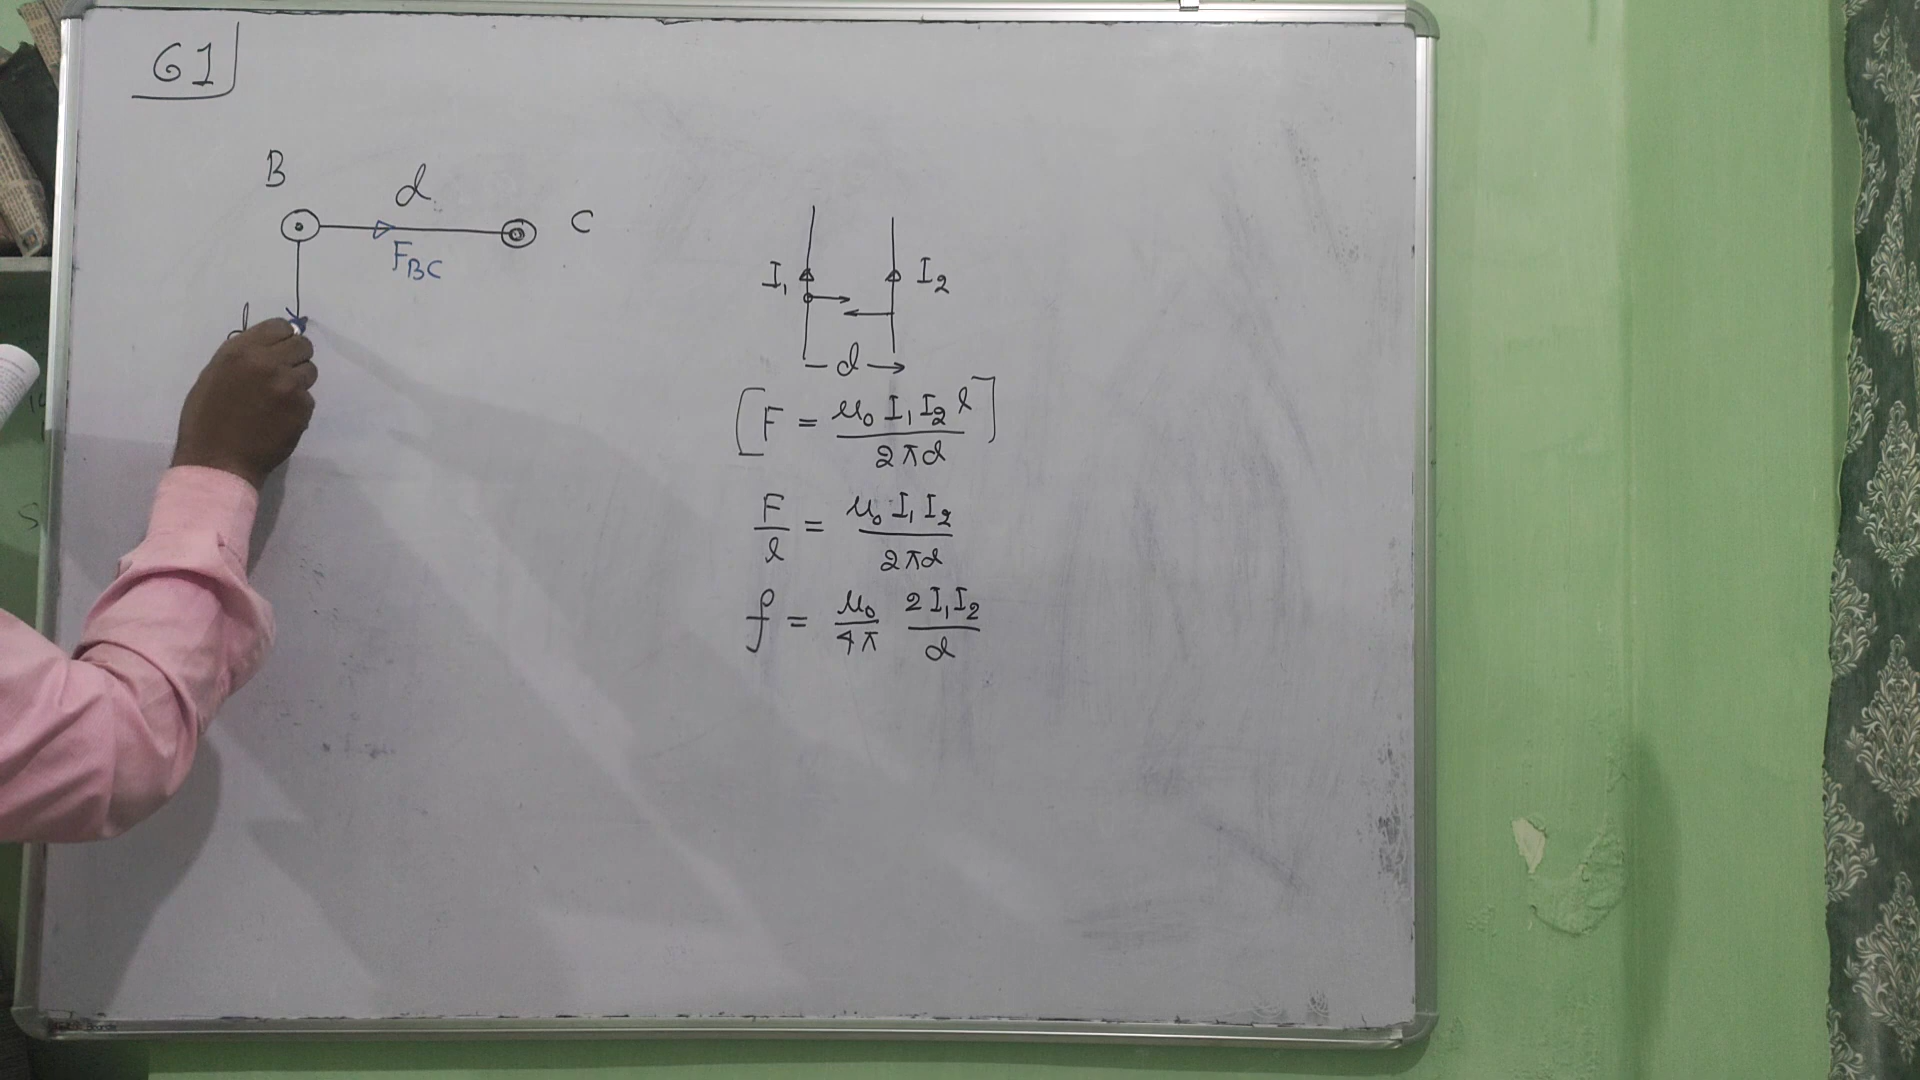 61
B
d
C
F_BC
d
I₁
I₂
d
[F = μ₀ I₁ I₂ l / 2πd]
F / l = μ₀ I₁ I₂ / 2πd
f = μ₀ / 4π 2 I₁ I₂ / d